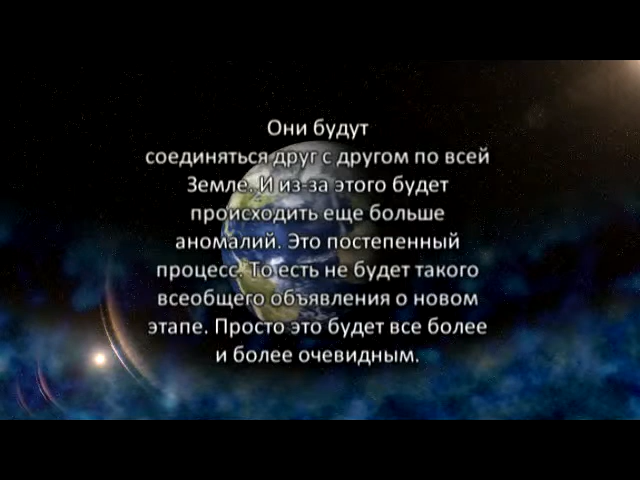 Они будут
соединяться друг с другом по всей
Земле. И из-за этого будет
происходить еще больше
аномалий. Это постепенный
процесс. То есть не будет такого
всеобщего объявления о новом
этапе. Просто это будет все более
и более очевидным.